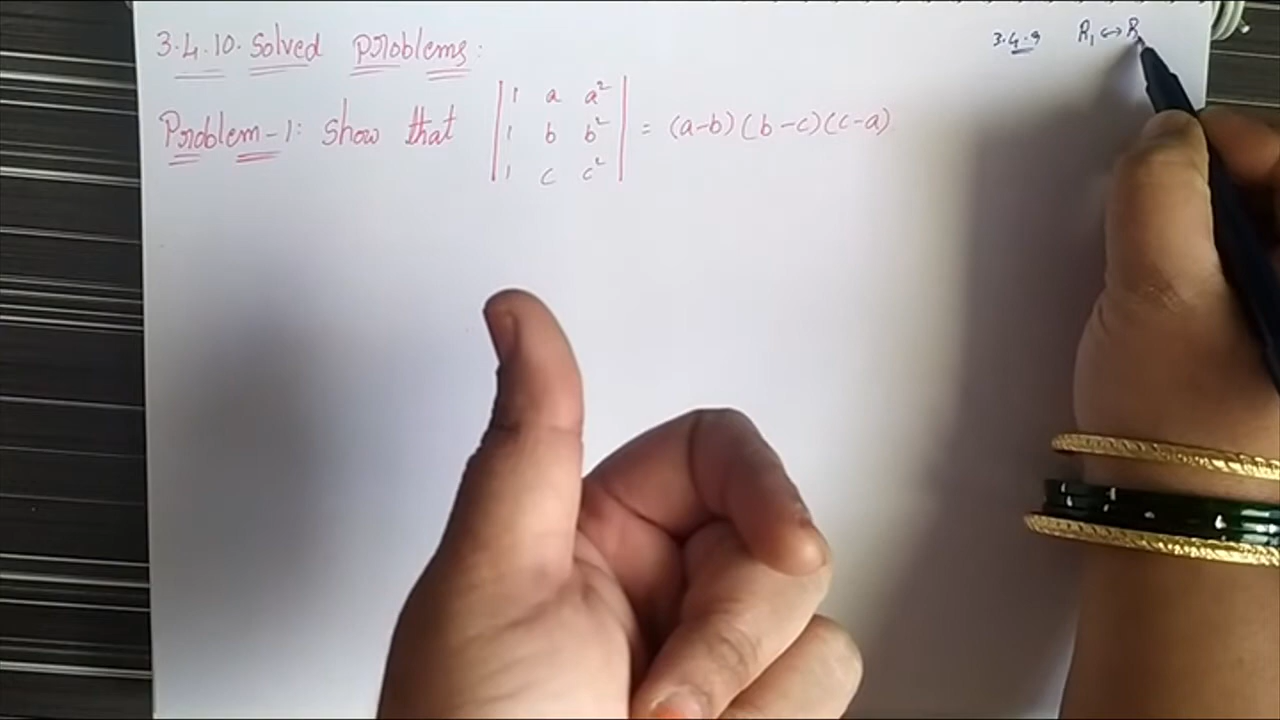 3.4.10. Solved Problems:
3.4.9 R₁ ↔ R
Problem-1: Show that | 1 a a² | = (a-b) (b-c) (c-a)
| 1 b b² |
| 1 c c² |